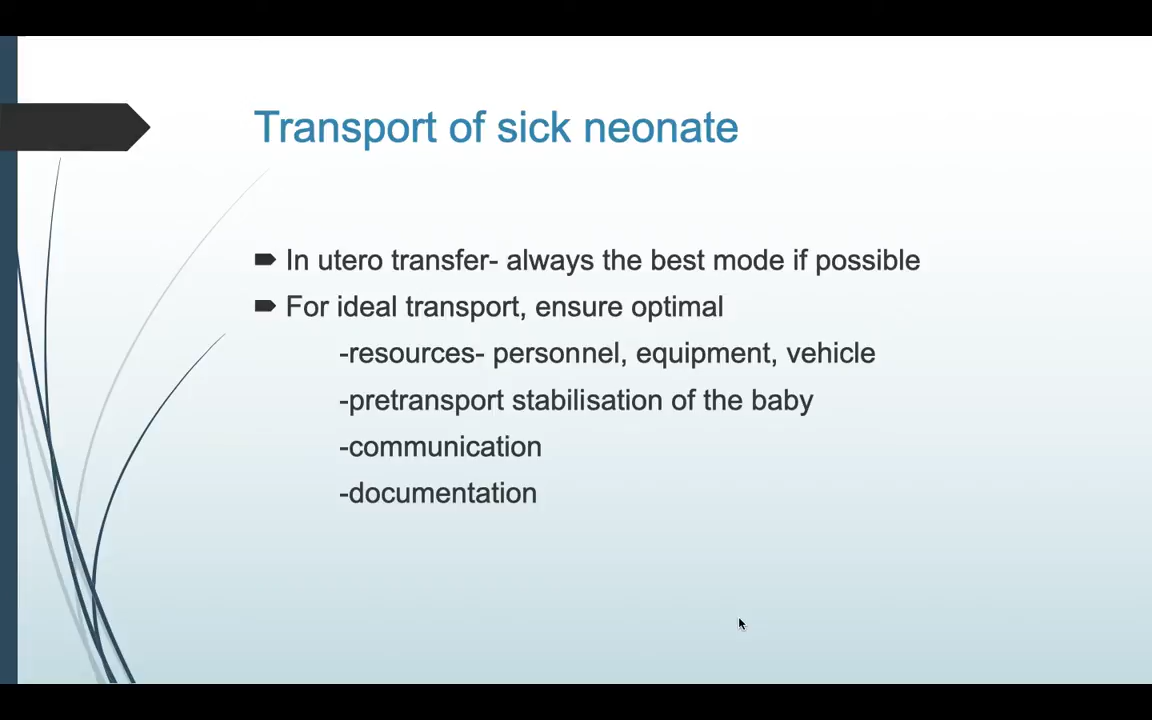 Transport of sick neonate
In utero transfer- always the best mode if possible
For ideal transport, ensure optimal
-resources- personnel, equipment, vehicle
-pretransport stabilisation of the baby
-communication
-documentation